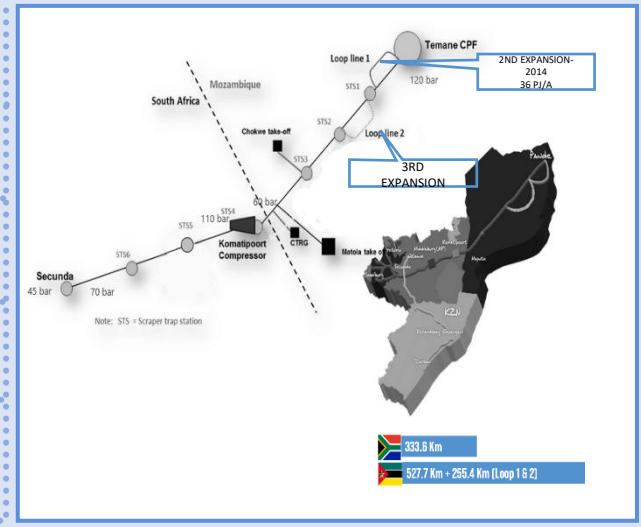 Temane CPF
Loop line 1
2ND EXPANSION-
2014
36 PJ/A
120 bar
Mozambique
South Africa
STS1
STS2
Loop line 2
Chokwe take-off
STS3
3RD
EXPANSION
60 bar
STS4
110 bar
STS5
Komatipoort
Compressor
CTRG
Matola take of
STS6
Secunda
45 bar
70 bar
Note: STS = Scraper trap station
Secunda
KZN
333.6 Km
527.7 Km + 255.4 Km (Loop 1 & 2)